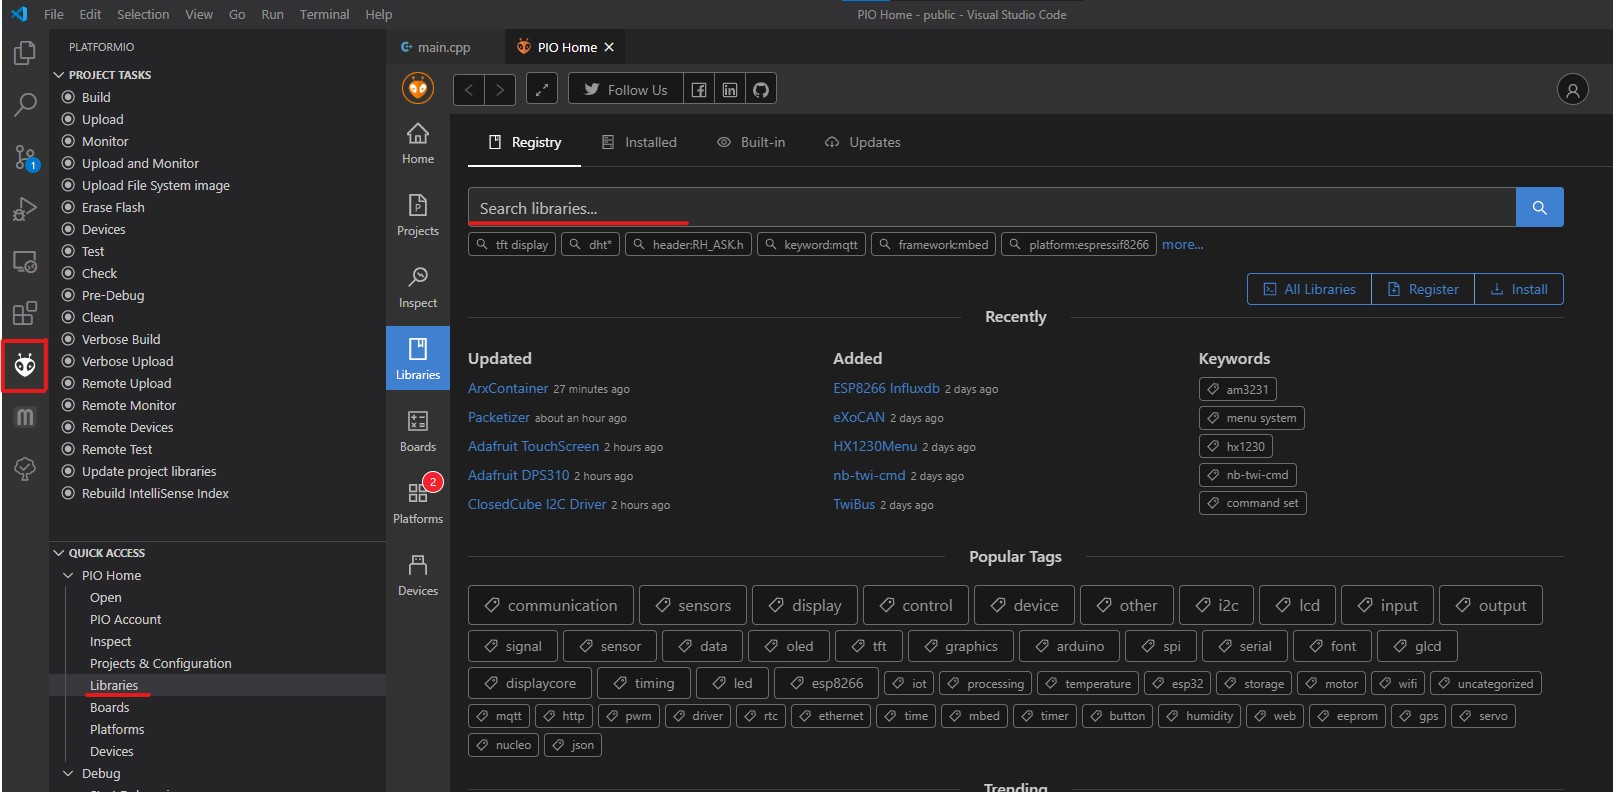 File Edit Selection View Go Run Terminal Help
PIO Home - public - Visual Studio Code
PLATFORMIO
PROJECT TASKS
Build
Upload
Monitor
Upload and Monitor
Upload File System image
Erase Flash
Devices
Test
Check
Pre-Debug
Clean
Verbose Build
Verbose Upload
Remote Upload
Remote Monitor
Remote Devices
Remote Test
Update project libraries
Rebuild IntelliSense Index
QUICK ACCESS
PIO Home
Open
PIO Account
Inspect
Projects & Configuration
Libraries
Boards
Platforms
Devices
Debug
1
m
main.cpp
PIO Home
Follow Us
Home
Projects
Inspect
Libraries
Boards
2
Platforms
Devices
Registry Installed Built-in Updates
Search libraries...
tft display dht* header:RH_ASK.h keyword:mqtt framework:mbed platform:espressif8266 more...
All Libraries Register Install
Recently
Updated
ArxContainer 27 minutes ago
Packetizer about an hour ago
Adafruit TouchScreen 2 hours ago
Adafruit DPS310 2 hours ago
ClosedCube I2C Driver 2 hours ago
Added
ESP8266 Influxdb 2 days ago
eXoCAN 2 days ago
HX1230Menu 2 days ago
nb-twi-cmd 2 days ago
TwiBus 2 days ago
Keywords
am3231
menu system
hx1230
nb-twi-cmd
command set
Popular Tags
communication sensors display control device other i2c lcd input output
signal sensor data oled tft graphics arduino spi serial font glcd
displaycore timing led esp8266 iot processing temperature esp32 storage motor wifi uncategorized
mqtt http pwm driver rtc ethernet time mbed timer button humidity web eeprom gps servo
nucleo json
Trending